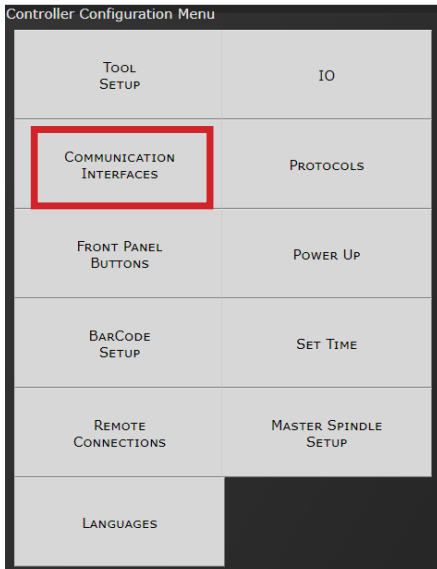 Controller Configuration Menu
Tool
Setup
IO
Communication
Interfaces
Protocols
Front Panel
Buttons
Power Up
BarCode
Setup
Set Time
Remote
Connections
Master Spindle
Setup
Languages